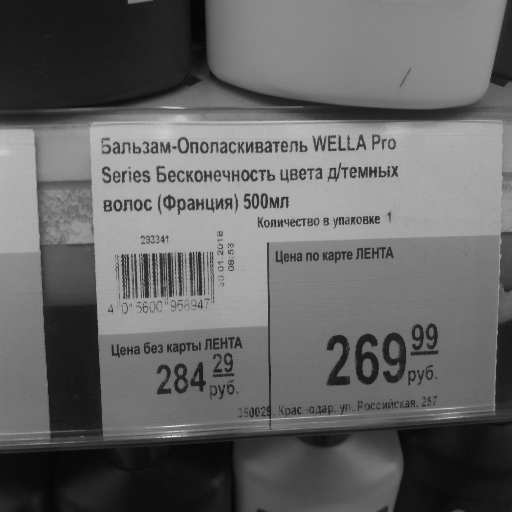 Бальзам-Ополаскиватель WELLA Pro
Series Бесконечность цвета д/темных
волос (Франция) 500мл
Количество в упаковке 1
293341
30.01.2018
08:53
4 015600 968947
Цена без карты ЛЕНТА
284 29
руб.
Цена по карте ЛЕНТА
269 99
руб.
350029, Краснодар, ул. Российская, 257